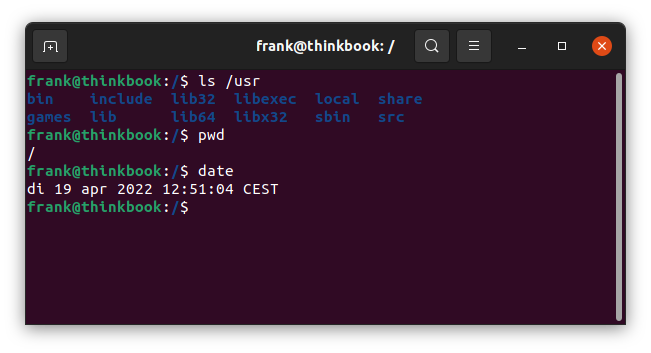 frank@thinkbook: /
frank@thinkbook:/$ ls /usr
bin include lib32 libexec local share
games lib lib64 libx32 sbin src
frank@thinkbook:/$ pwd
/
frank@thinkbook:/$ date
di 19 apr 2022 12:51:04 CEST
frank@thinkbook:/$